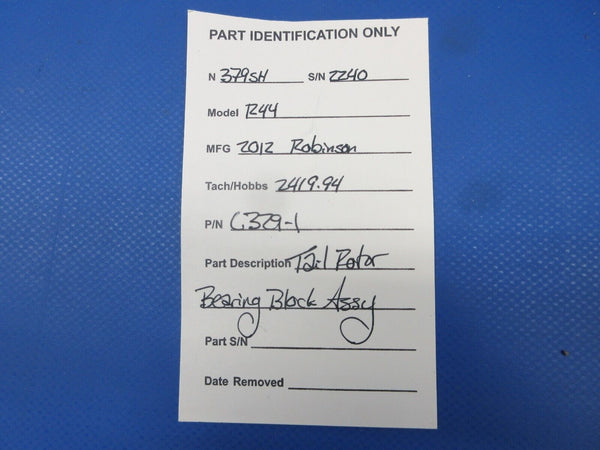 PART IDENTIFICATION ONLY
N 379SH S/N 2240
Model R44
MFG 2012 Robinson
Tach/Hobbs 2419.94
P/N C329-1
Part Description Tail Rotor
Bearing Block Assy
Part S/N
Date Removed